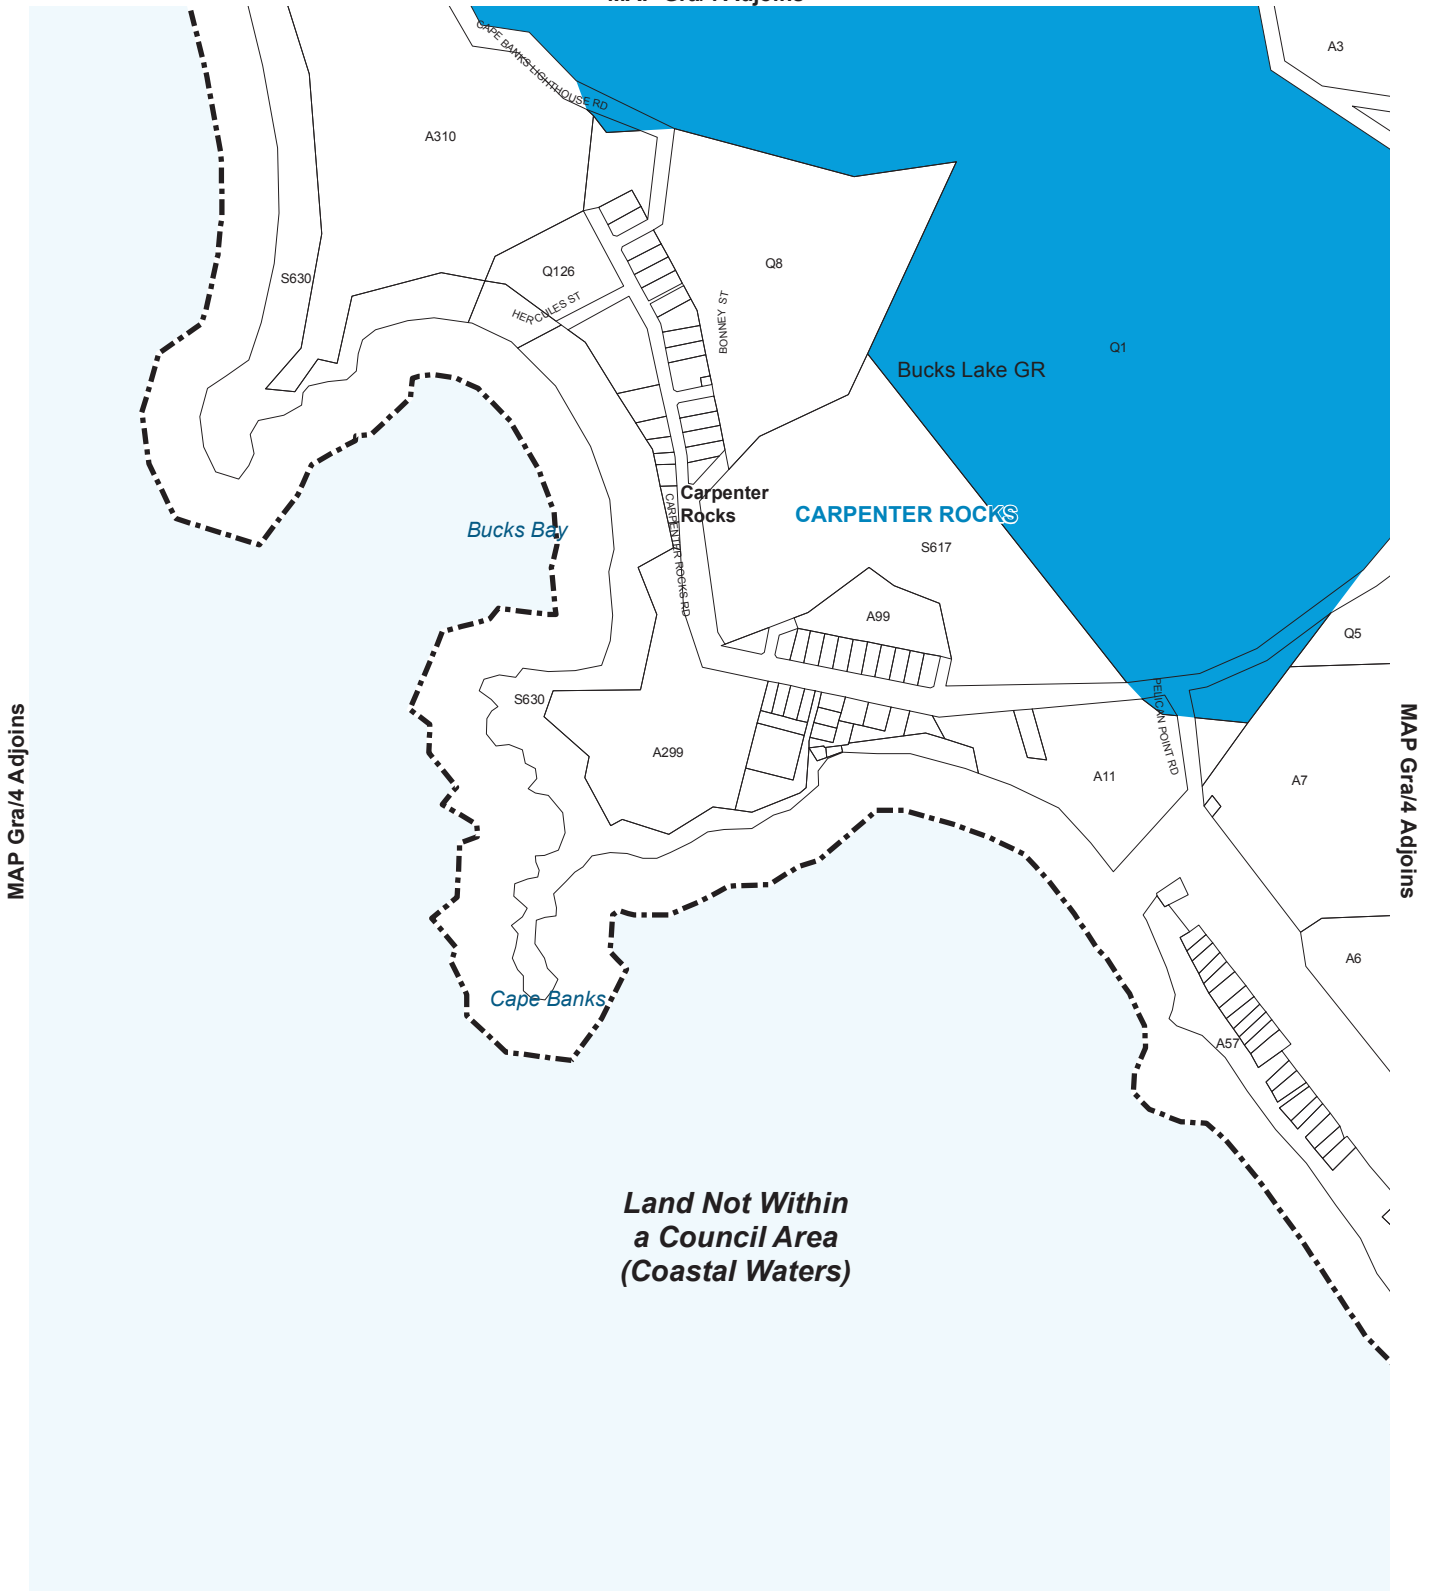 CAPE BANKS LIGHTHOUSE RD
A3
A310
S630
Q126
HERCULES ST
Q8
BONNEY ST
Q1
Bucks Lake GR
Carpenter
Rocks
CARPENTER ROCKS
Bucks Bay
CARPENTER ROCKS RD
S617
A99
Q5
S630
PELICAN POINT RD
A299
A11
A7
MAP Gra/4 Adjoins
MAP Gra/4 Adjoins
A6
Cape Banks
A57
Land Not Within
a Council Area
(Coastal Waters)